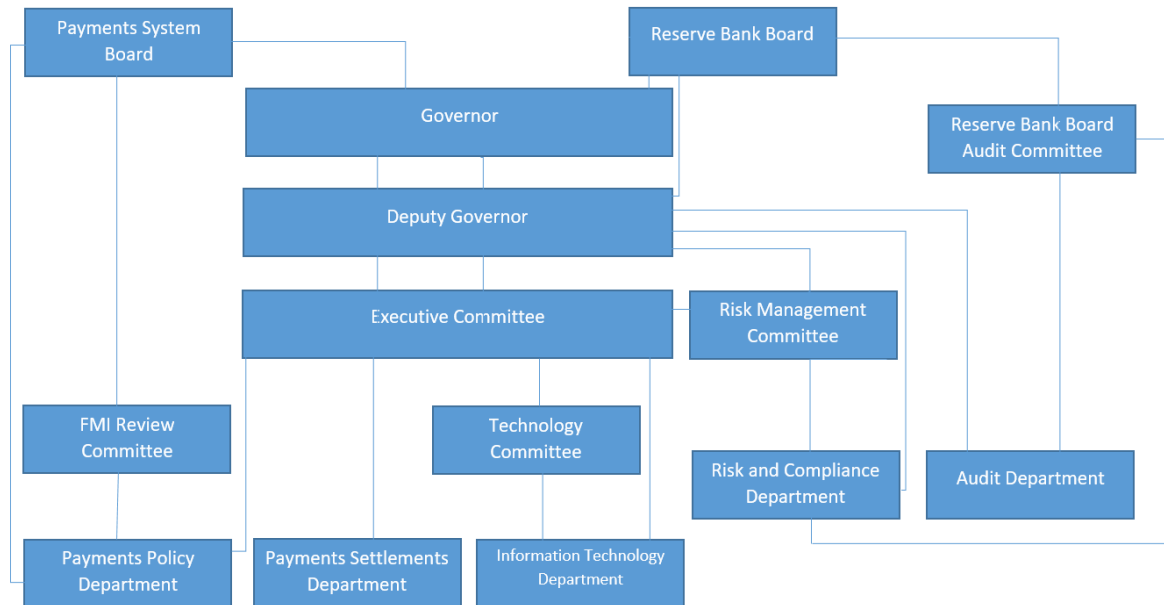 Payments System
Board
Reserve Bank Board
Governor
Reserve Bank Board
Audit Committee
Deputy Governor
Executive Committee
Risk Management
Committee
FMI Review
Committee
Technology
Committee
Risk and Compliance
Department
Audit Department
Payments Policy
Department
Payments Settlements
Department
Information Technology
Department